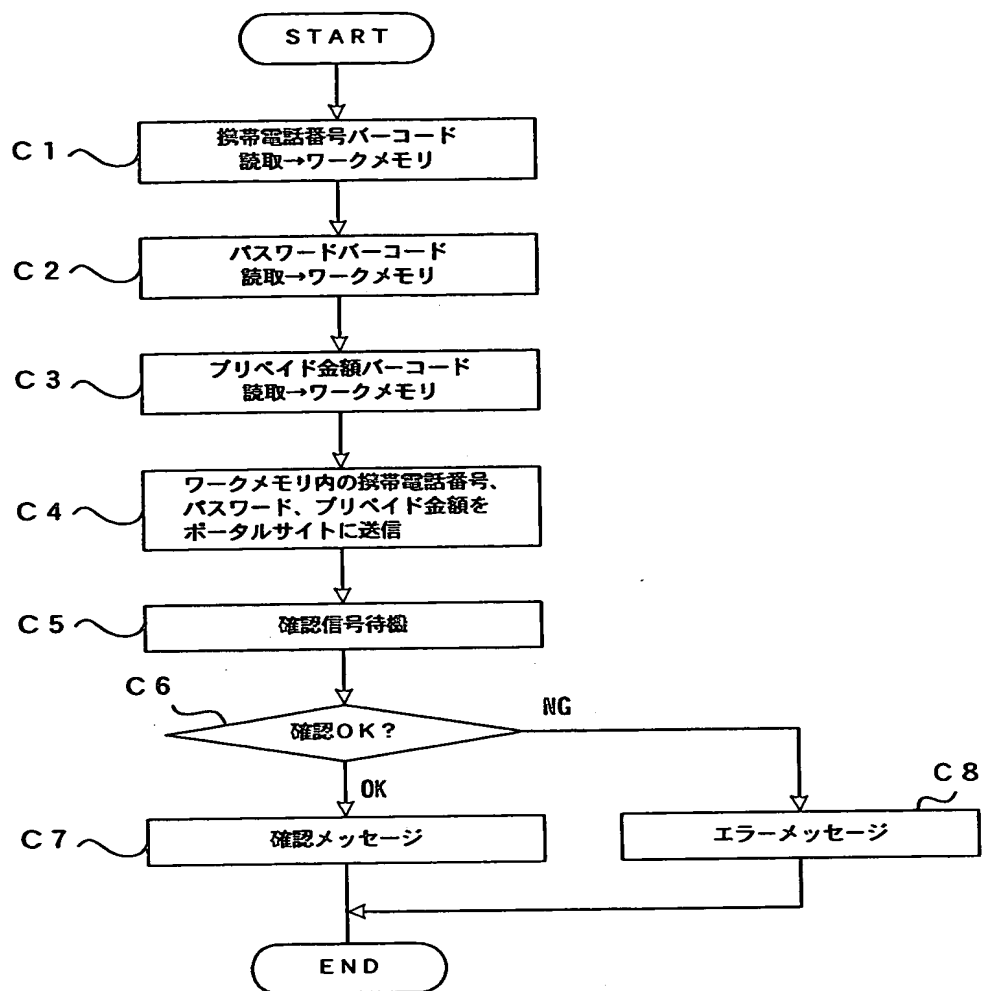 START
C1
携帯電話番号バーコード
読取→ワークメモリ
C2
パスワードバーコード
読取→ワークメモリ
C3
プリペイド金額バーコード
読取→ワークメモリ
C4
ワークメモリ内の携帯電話番号、
パスワード、プリペイド金額を
ポータルサイトに送信
C5
確認信号待機
C6
確認OK?
NG
OK
C7
確認メッセージ
C8
エラーメッセージ
END